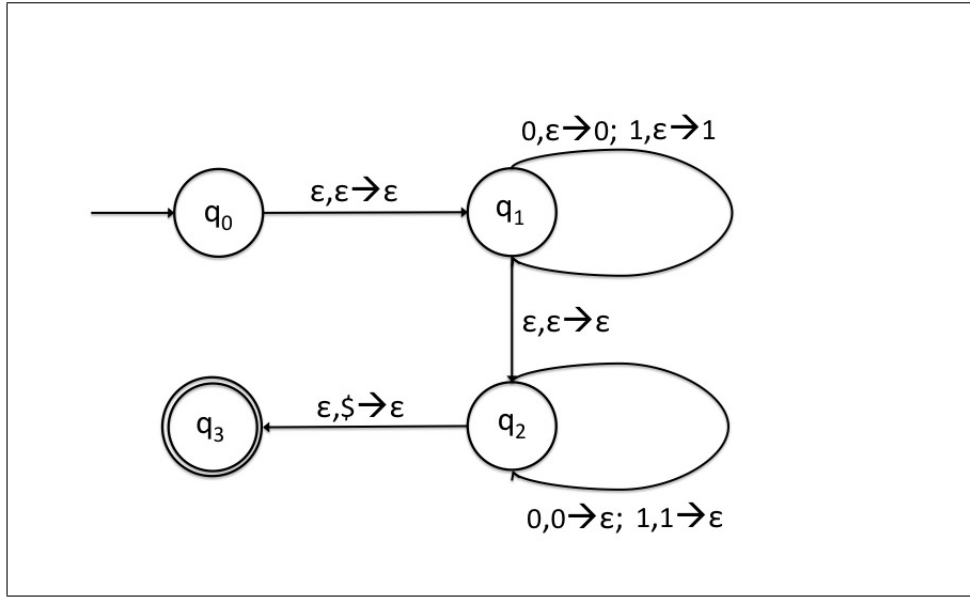 0,ε→0; 1,ε→1
q₀
ε,ε→ε
q₁
ε,ε→ε
q₃
ε,$→ε
q₂
0,0→ε; 1,1→ε